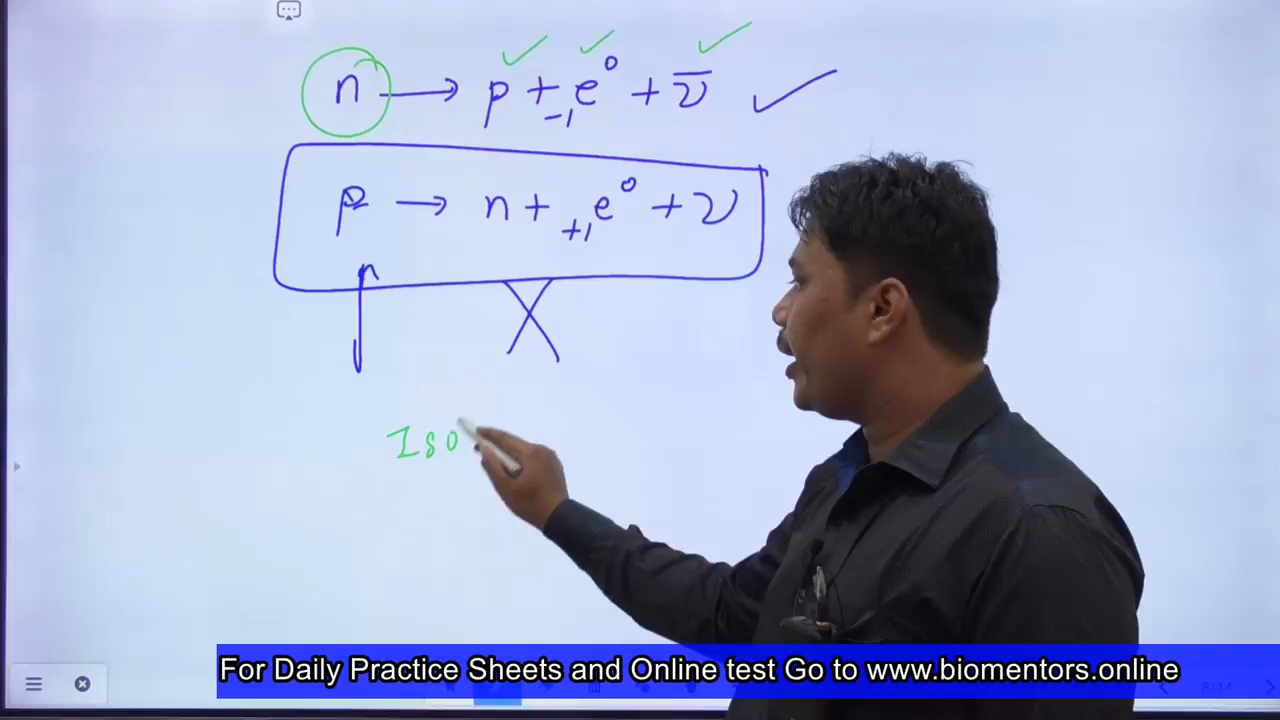 n → p + ₋₁e⁰ + ν̅
p → n + ₊₁e⁰ + ν
n
Iso
For Daily Practice Sheets and Online test Go to www.biomentors.online